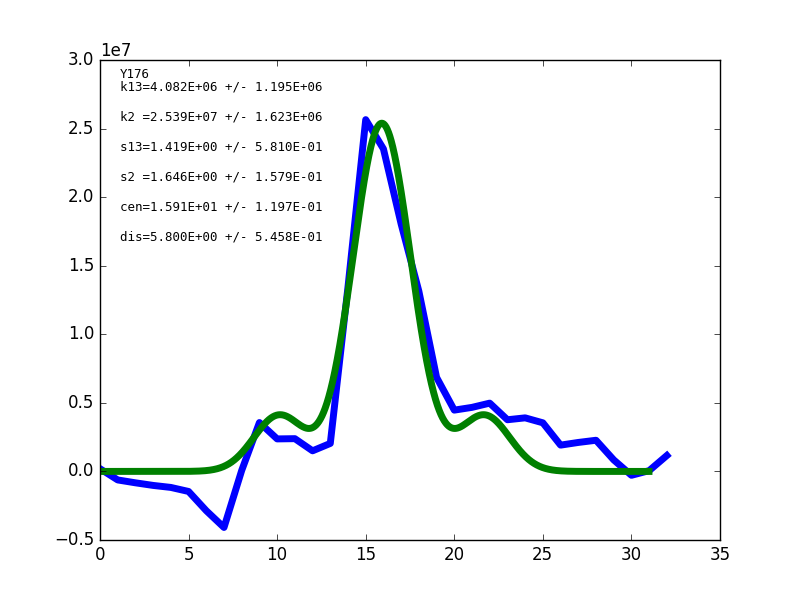 1e7
3.0
2.5
2.0
1.5
1.0
0.5
0.0
−0.5
Y176
k13=4.082E+06 +/- 1.195E+06
k2 =2.539E+07 +/- 1.623E+06
s13=1.419E+00 +/- 5.810E-01
s2 =1.646E+00 +/- 1.579E-01
cen=1.591E+01 +/- 1.197E-01
dis=5.800E+00 +/- 5.458E-01
0 5 10 15 20 25 30 35